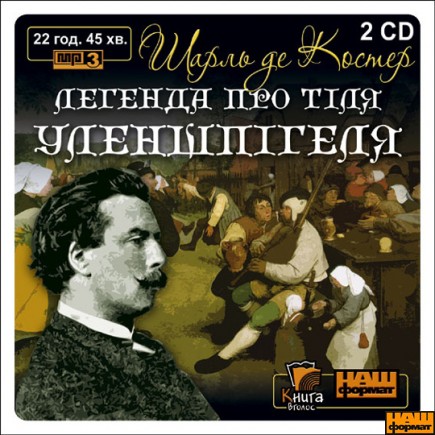 22 год. 45 хв.
mp3
2 CD
Шарль де Костер
ЛЕГЕНДА ПРО ТІЛЯ
УЛЕНШПІГЕЛЯ
Книга
Вголос
НАШ
формат
НАШ
формат